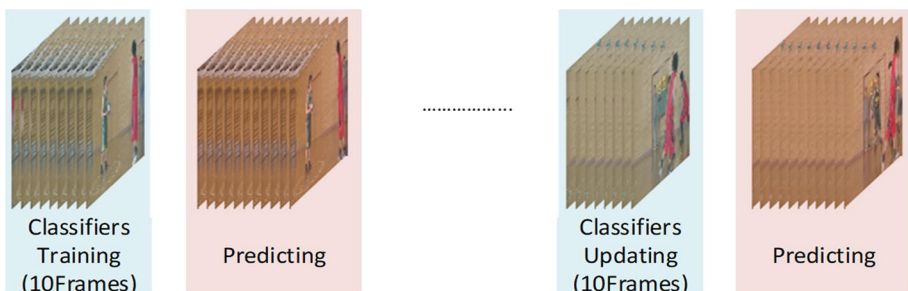 Classifiers
Training
(10Frames)
Predicting
................
Classifiers
Updating
(10Frames)
Predicting